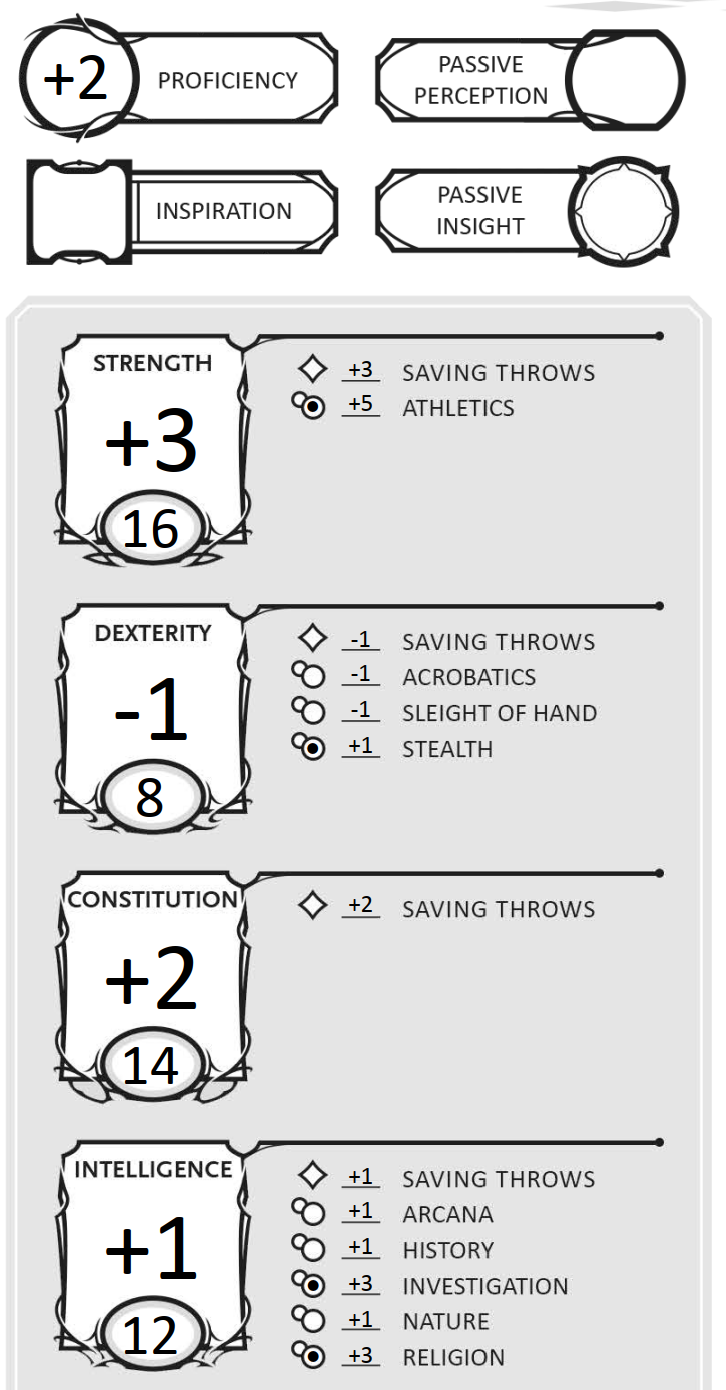 +2 PROFICIENCY
PASSIVE
PERCEPTION
INSPIRATION
PASSIVE
INSIGHT
STRENGTH
+3
16
+3 SAVING THROWS
+5 ATHLETICS
DEXTERITY
-1
8
-1 SAVING THROWS
-1 ACROBATICS
-1 SLEIGHT OF HAND
+1 STEALTH
CONSTITUTION
+2
14
+2 SAVING THROWS
INTELLIGENCE
+1
12
+1 SAVING THROWS
+1 ARCANA
+1 HISTORY
+3 INVESTIGATION
+1 NATURE
+3 RELIGION